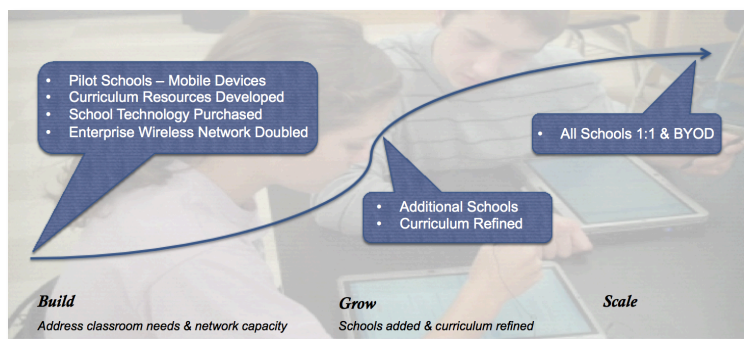 • Pilot Schools – Mobile Devices
• Curriculum Resources Developed
• School Technology Purchased
• Enterprise Wireless Network Doubled
• All Schools 1:1 & BYOD
• Additional Schools
• Curriculum Refined
Build
Address classroom needs & network capacity
Grow
Schools added & curriculum refined
Scale